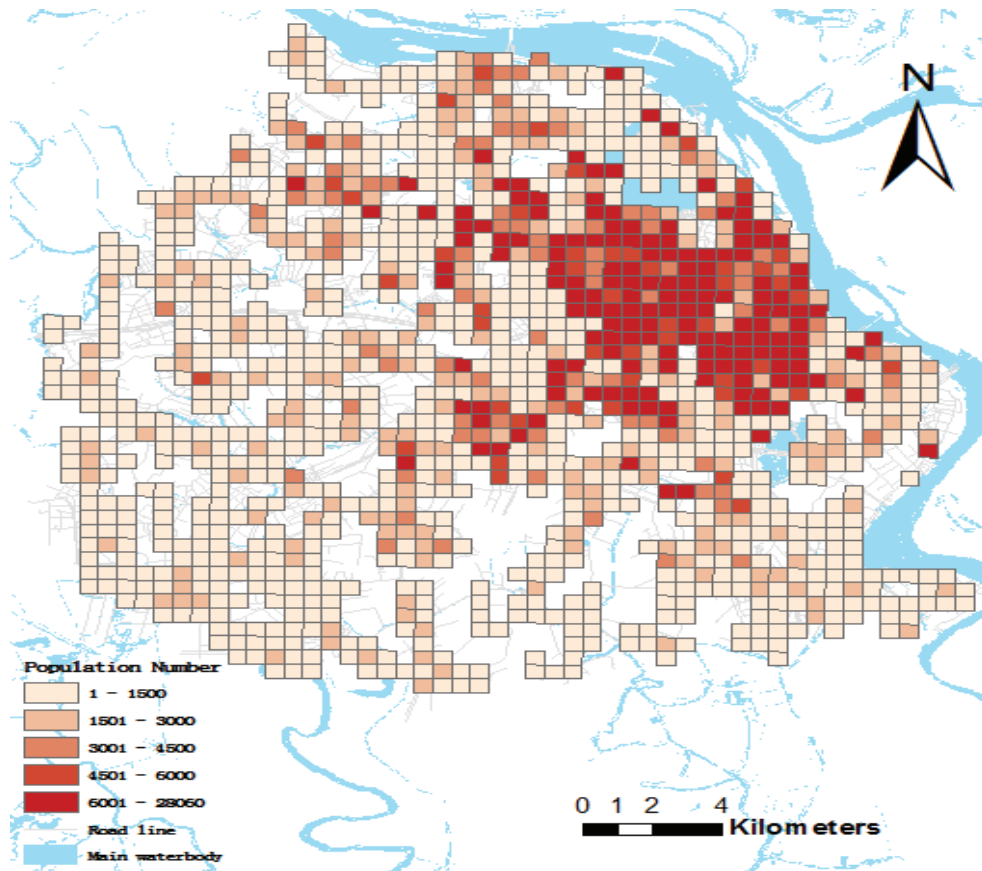 N
Population Number
1 - 1500
1501 - 3000
3001 - 4500
4501 - 6000
6001 - 28060
Road line
Main waterbody
0 1 2 4
Kilometers